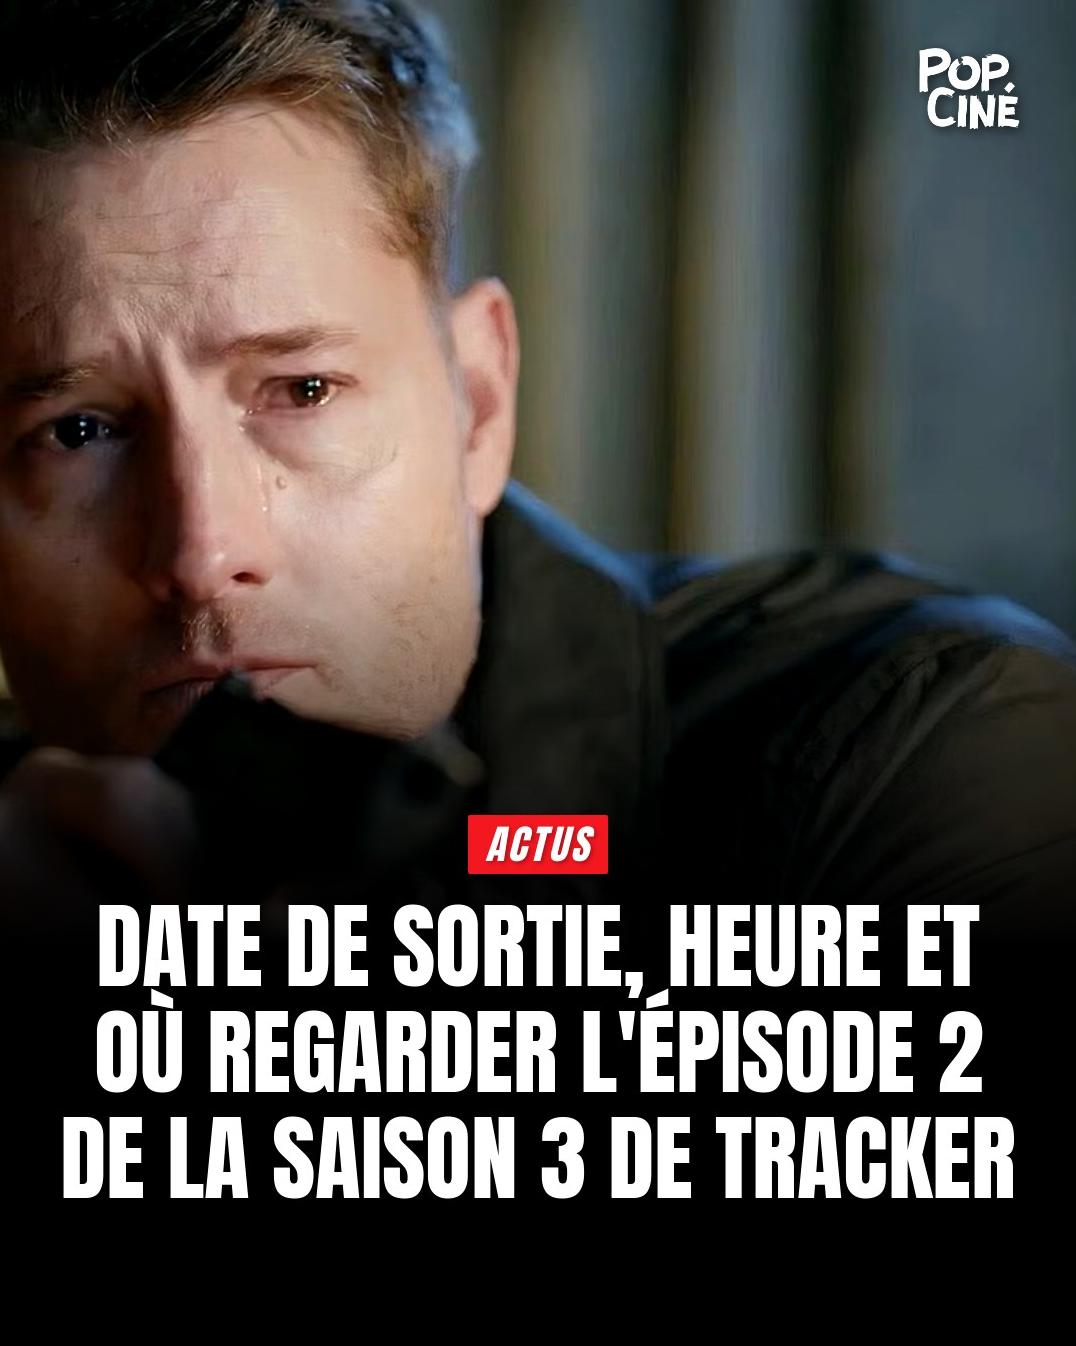 POP.
CINÉ
ACTUS
DATE DE SORTIE, HEURE ET
OÙ REGARDER L'ÉPISODE 2
DE LA SAISON 3 DE TRACKER